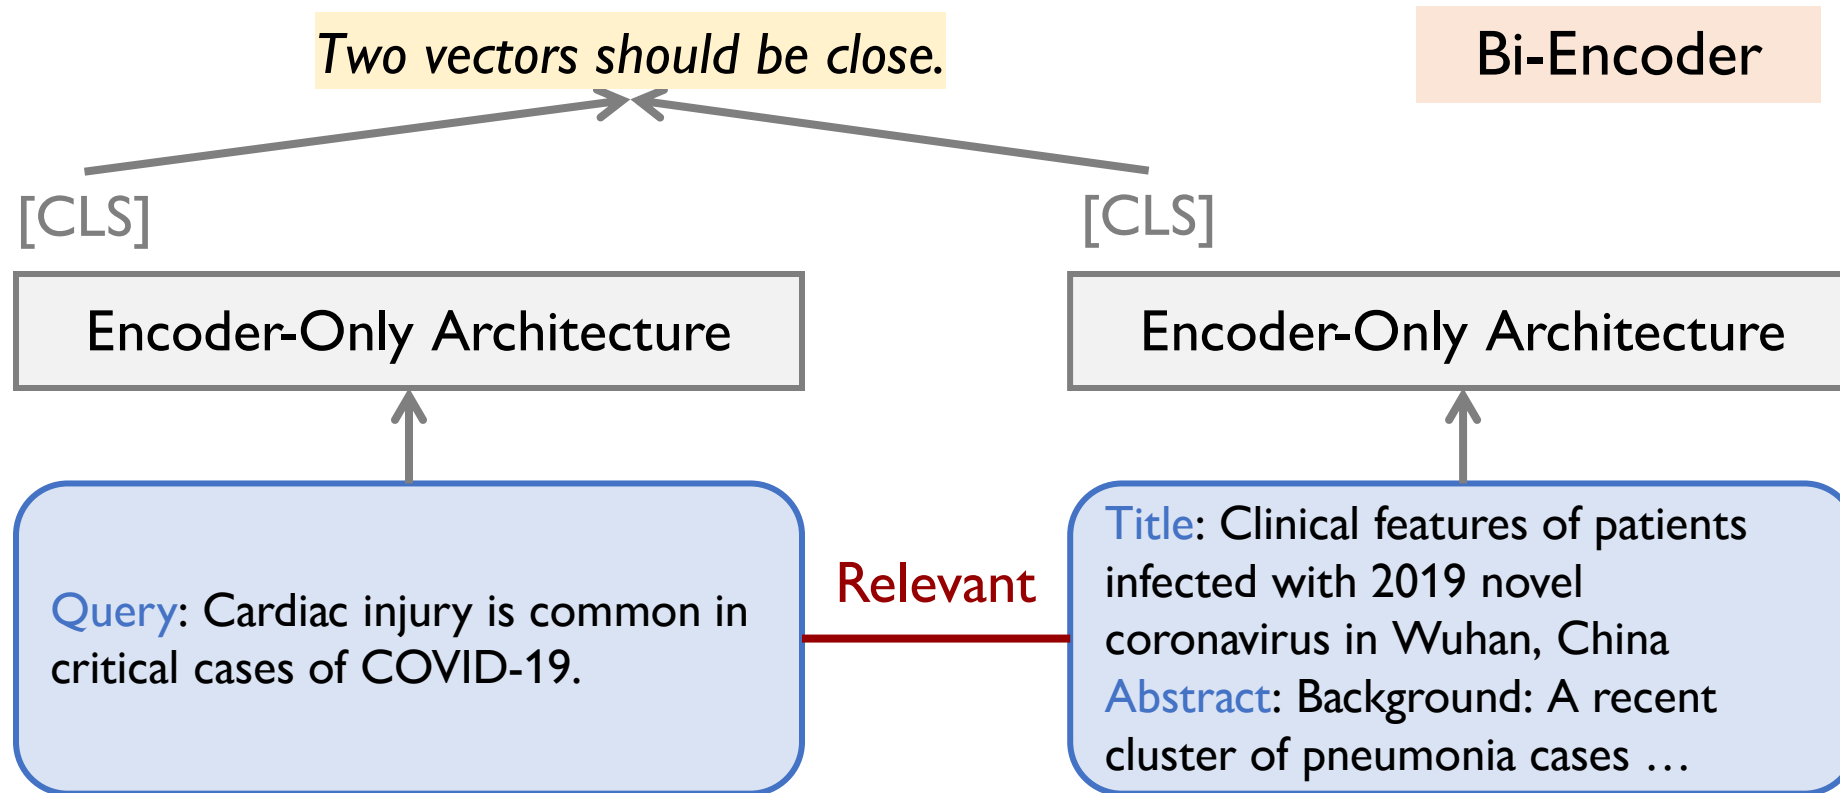 Two vectors should be close.
Bi-Encoder
[CLS]
[CLS]
Encoder-Only Architecture
Encoder-Only Architecture
Query: Cardiac injury is common in
critical cases of COVID-19.
Relevant
Title: Clinical features of patients
infected with 2019 novel
coronavirus in Wuhan, China
Abstract: Background: A recent
cluster of pneumonia cases …